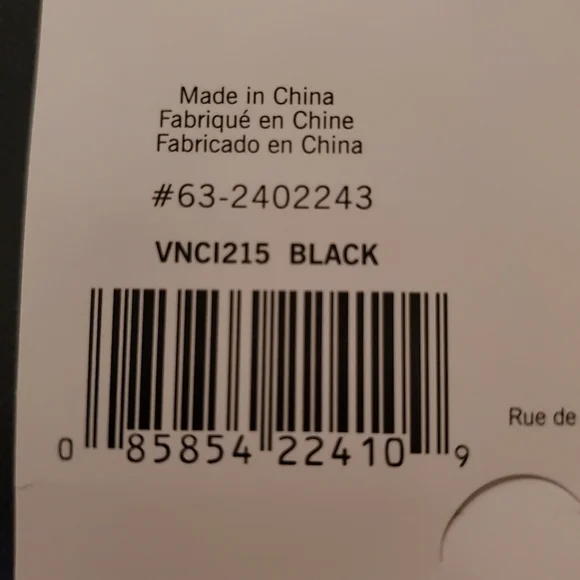 Made in China
Fabriqué en Chine
Fabricado en China
#63-2402243
VNCI215 BLACK
0 85854 22410 9
Rue de